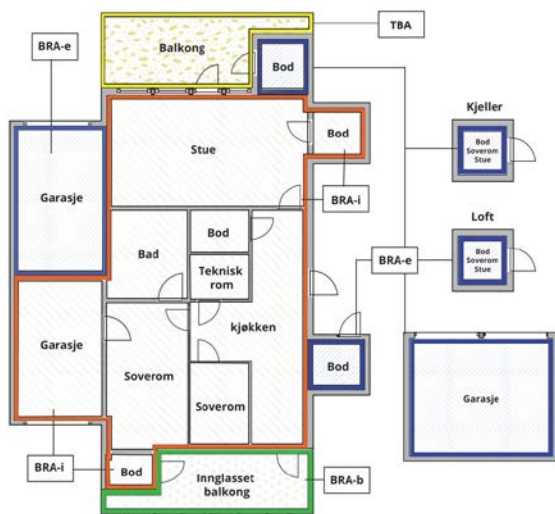 TBA
BRA-e
Balkong
Bod
Kjeller
Bod
Soverom
Stue
Bod
Stue
Garasje
BRA-i
Loft
Bod
Bad
Bod
Soverom
Stue
BRA-e
Teknisk
rom
Garasje
kjøkken
Bod
Soverom
Soverom
Garasje
BRA-i
Bod
Innglasset
balkong
BRA-b